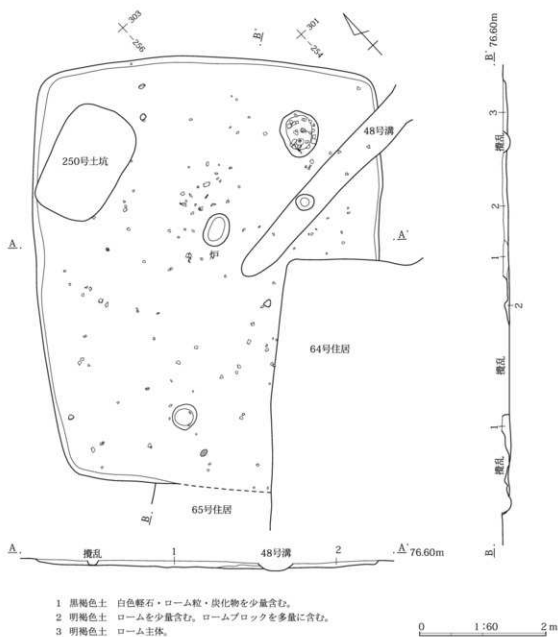 -303
-256
B'
301
-254
48号溝
250号土坑
A
A'
炉
64号住居
65号住居
B
A
攪乱
1
48号溝
2
A'
76.60m
B'
76.60m
3
攪乱
2
1
2
攪乱
1
攪乱
B
1 黒褐色土 白色軽石・ローム粒・炭化物を少量含む。
2 明褐色土 ロームを少量含む。ロームブロックを多量に含む。
3 明褐色土 ローム主体。
0 1:60 2m